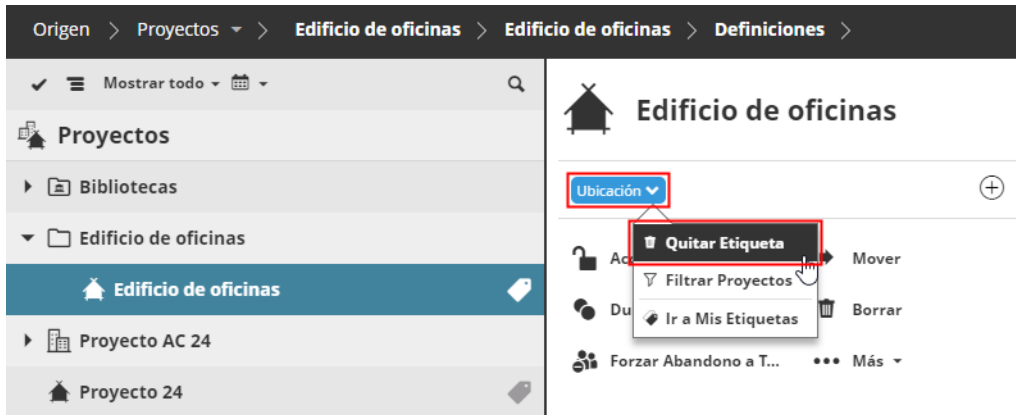 Origen > Proyectos > Edificio de oficinas > Edificio de oficinas > Definiciones >
Mostrar todo
Proyectos
Bibliotecas
Edificio de oficinas
Edificio de oficinas
Proyecto AC 24
Proyecto 24
Edificio de oficinas
Ubicación
Quitar Etiqueta
Filtrar Proyectos
Ir a Mis Etiquetas
Mover
Borrar
Forzar Abandono a T...
Más